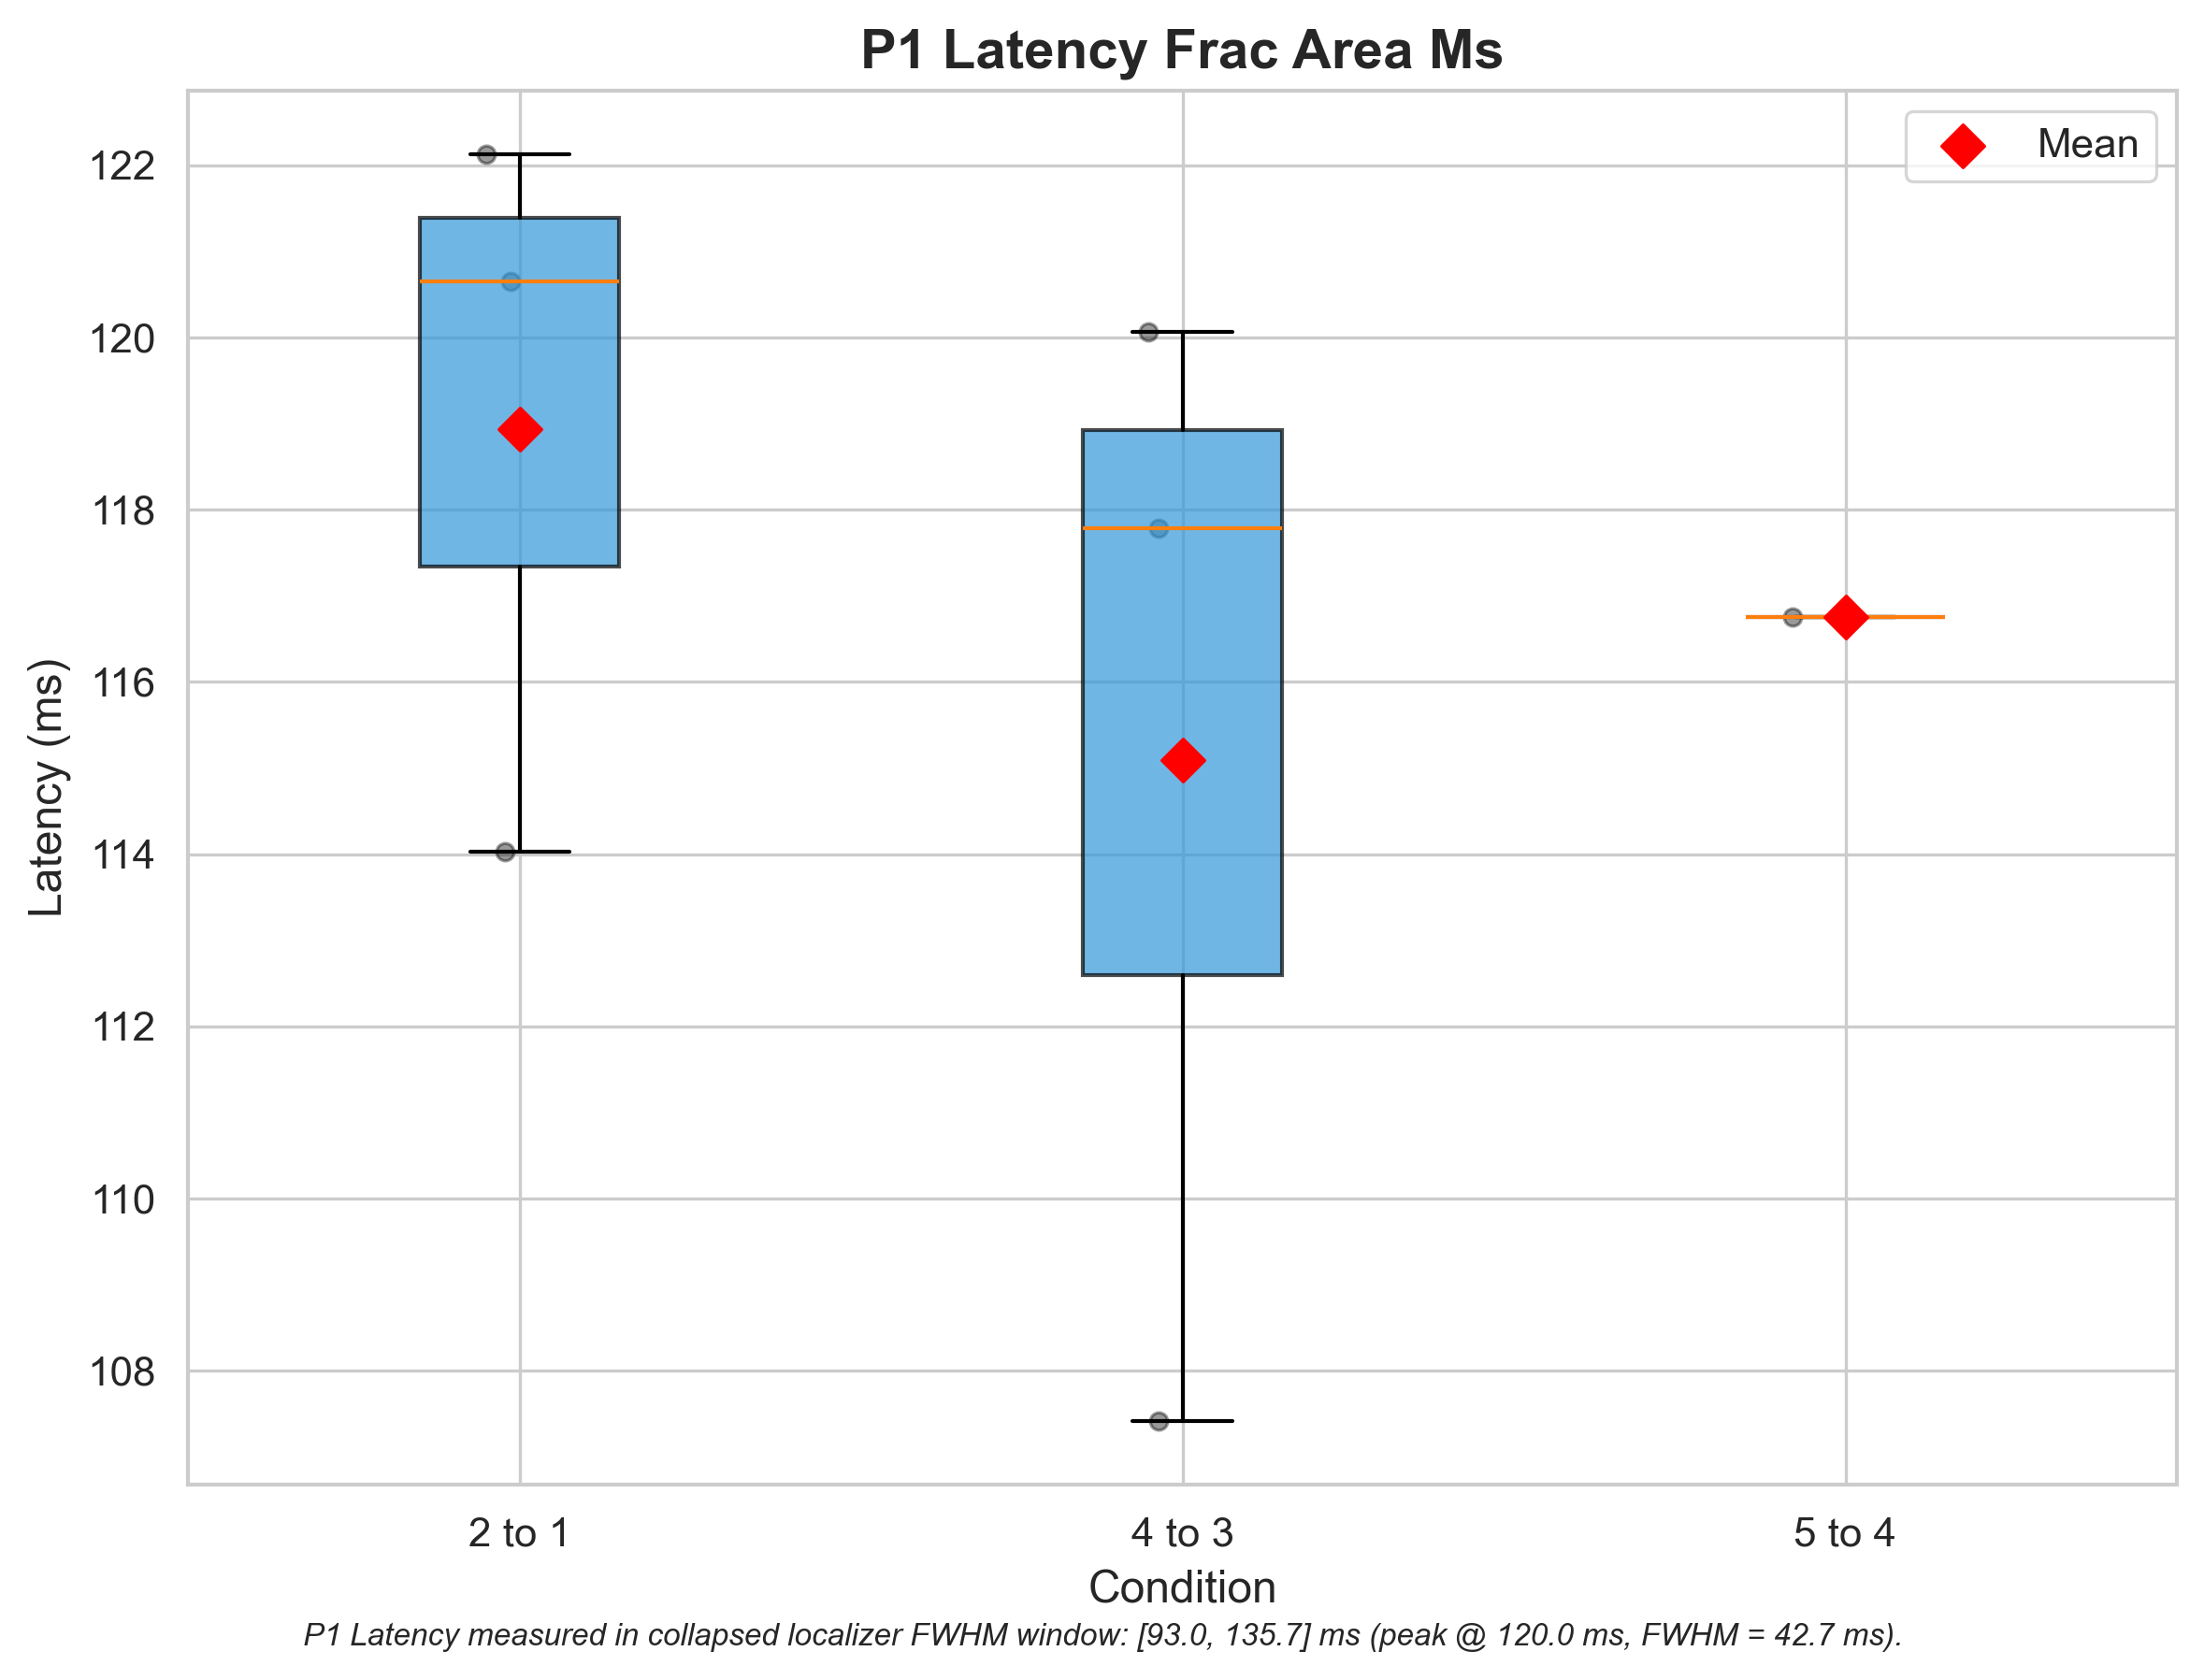 P1 Latency Frac Area Ms
Mean
122
120
118
116
114
112
110
108
Latency (ms)
2 to 1
4 to 3
5 to 4
Condition
P1 Latency measured in collapsed localizer FWHM window: [93.0, 135.7] ms (peak @ 120.0 ms, FWHM = 42.7 ms).